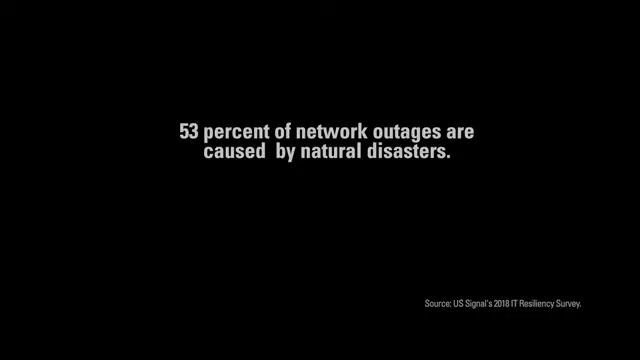 53 percent of network outages are
caused by natural disasters.
Source: US Signal's 2018 IT Resiliency Survey.